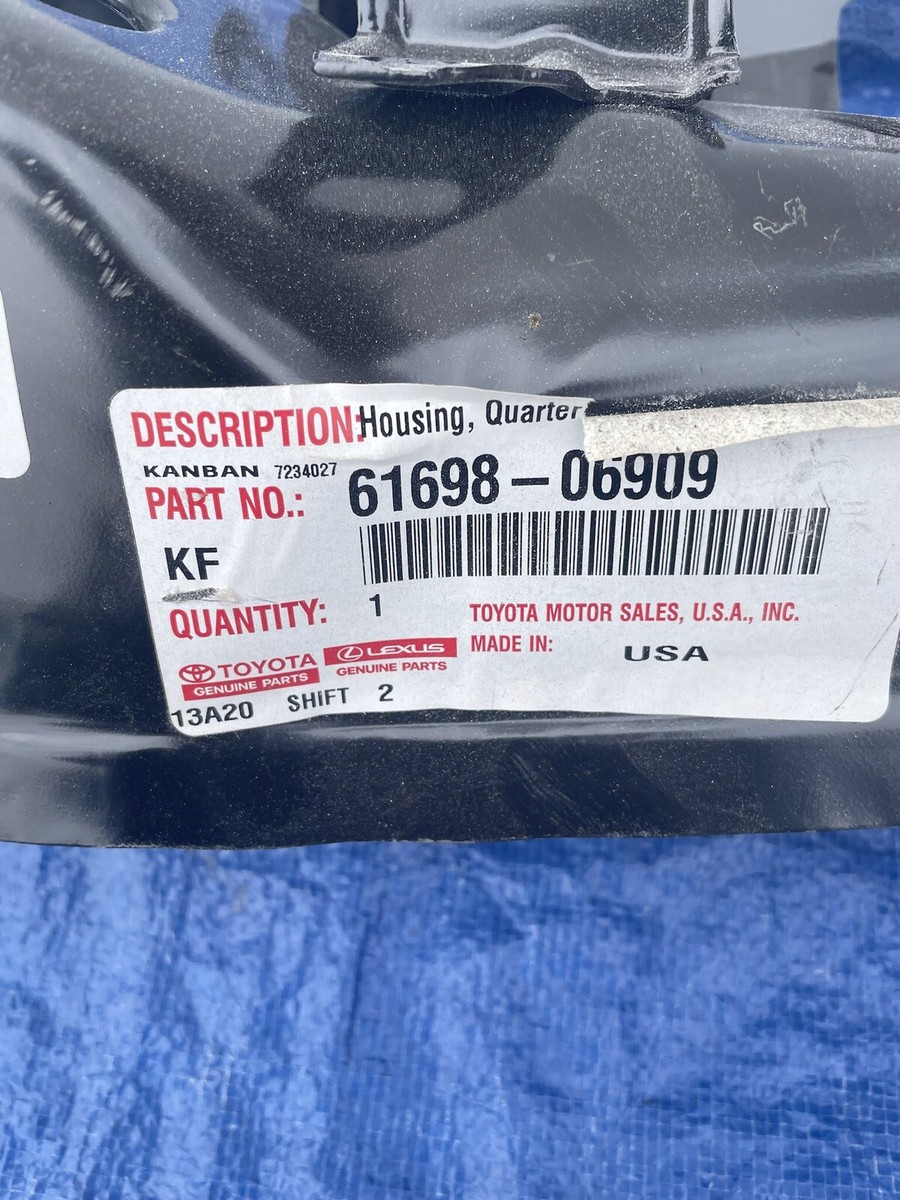 DESCRIPTION: Housing, Quarter
KANBAN 7234027
PART NO.: 61698-06909
KF
QUANTITY: 1
TOYOTA MOTOR SALES, U.S.A., INC.
MADE IN: USA
TOYOTA
GENUINE PARTS
LEXUS
GENUINE PARTS
13A20 SHIFT 2